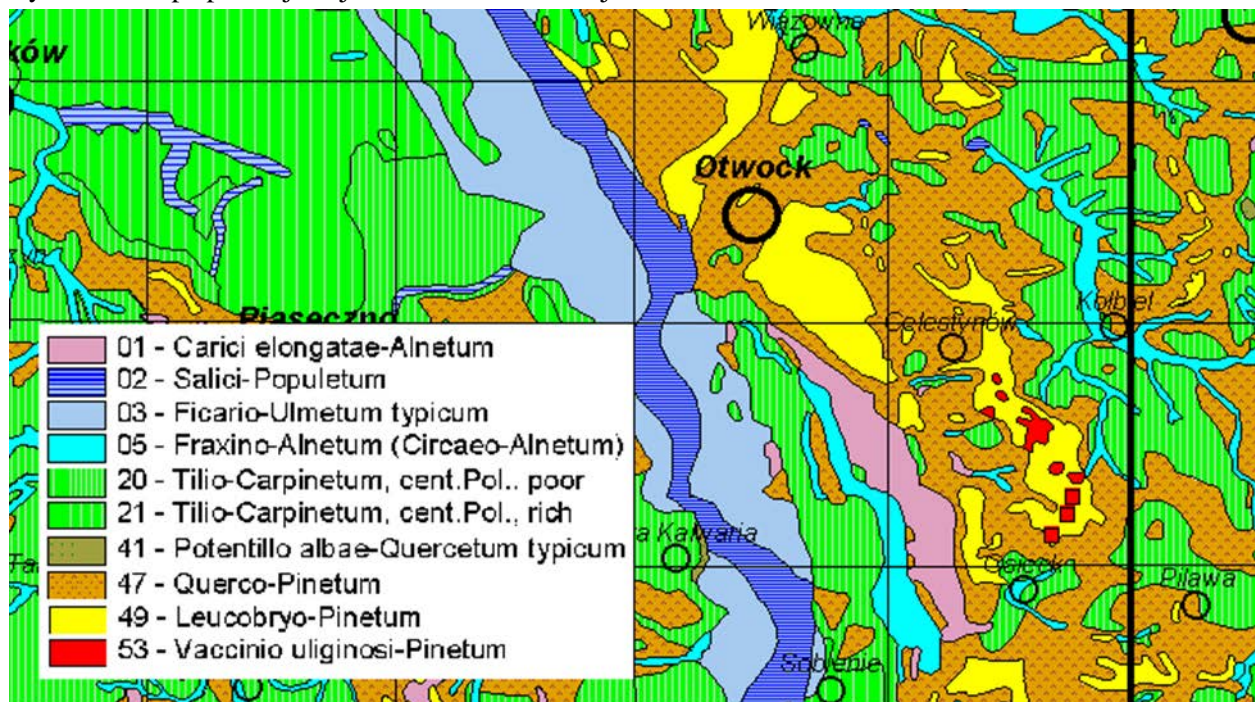 ków
Wiązowne
Otwock
Piaseczno
Celestynów
Kołbiel
01 - Carici elongatae-Alnetum
02 - Salici-Populetum
03 - Ficario-Ulmetum typicum
05 - Fraxino-Alnetum (Circaeo-Alnetum)
20 - Tilio-Carpinetum, cent.Pol.. poor
21 - Tilio-Carpinetum, cent.Pol., rich
41 - Potentillo albae-Quercetum typicum
47 - Querco-Pinetum
49 - Leucobryo-Pinetum
53 - Vaccinio uliginosi-Pinetum
a Kalwaria
Osieck
Pilawa
Sobienie